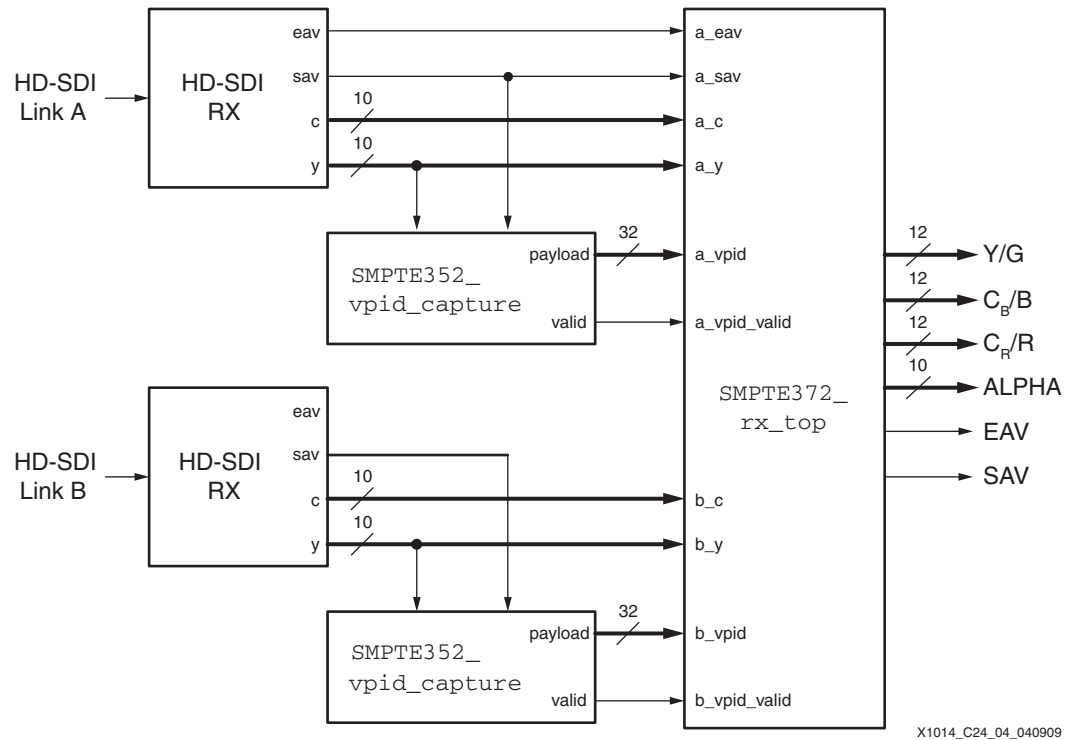 HD-SDI
Link A
HD-SDI
RX
eav
sav
c
y
10
10
a_eav
a_sav
a_c
a_y
SMPTE352_
vpid_capture
payload
valid
32
a_vpid
a_vpid_valid
HD-SDI
Link B
HD-SDI
RX
eav
sav
c
y
10
10
b_c
b_y
SMPTE352_
vpid_capture
payload
valid
32
b_vpid
b_vpid_valid
SMPTE372_
rx_top
12
Y/G
12
CB/B
12
CR/R
10
ALPHA
EAV
SAV
X1014_C24_04_040909